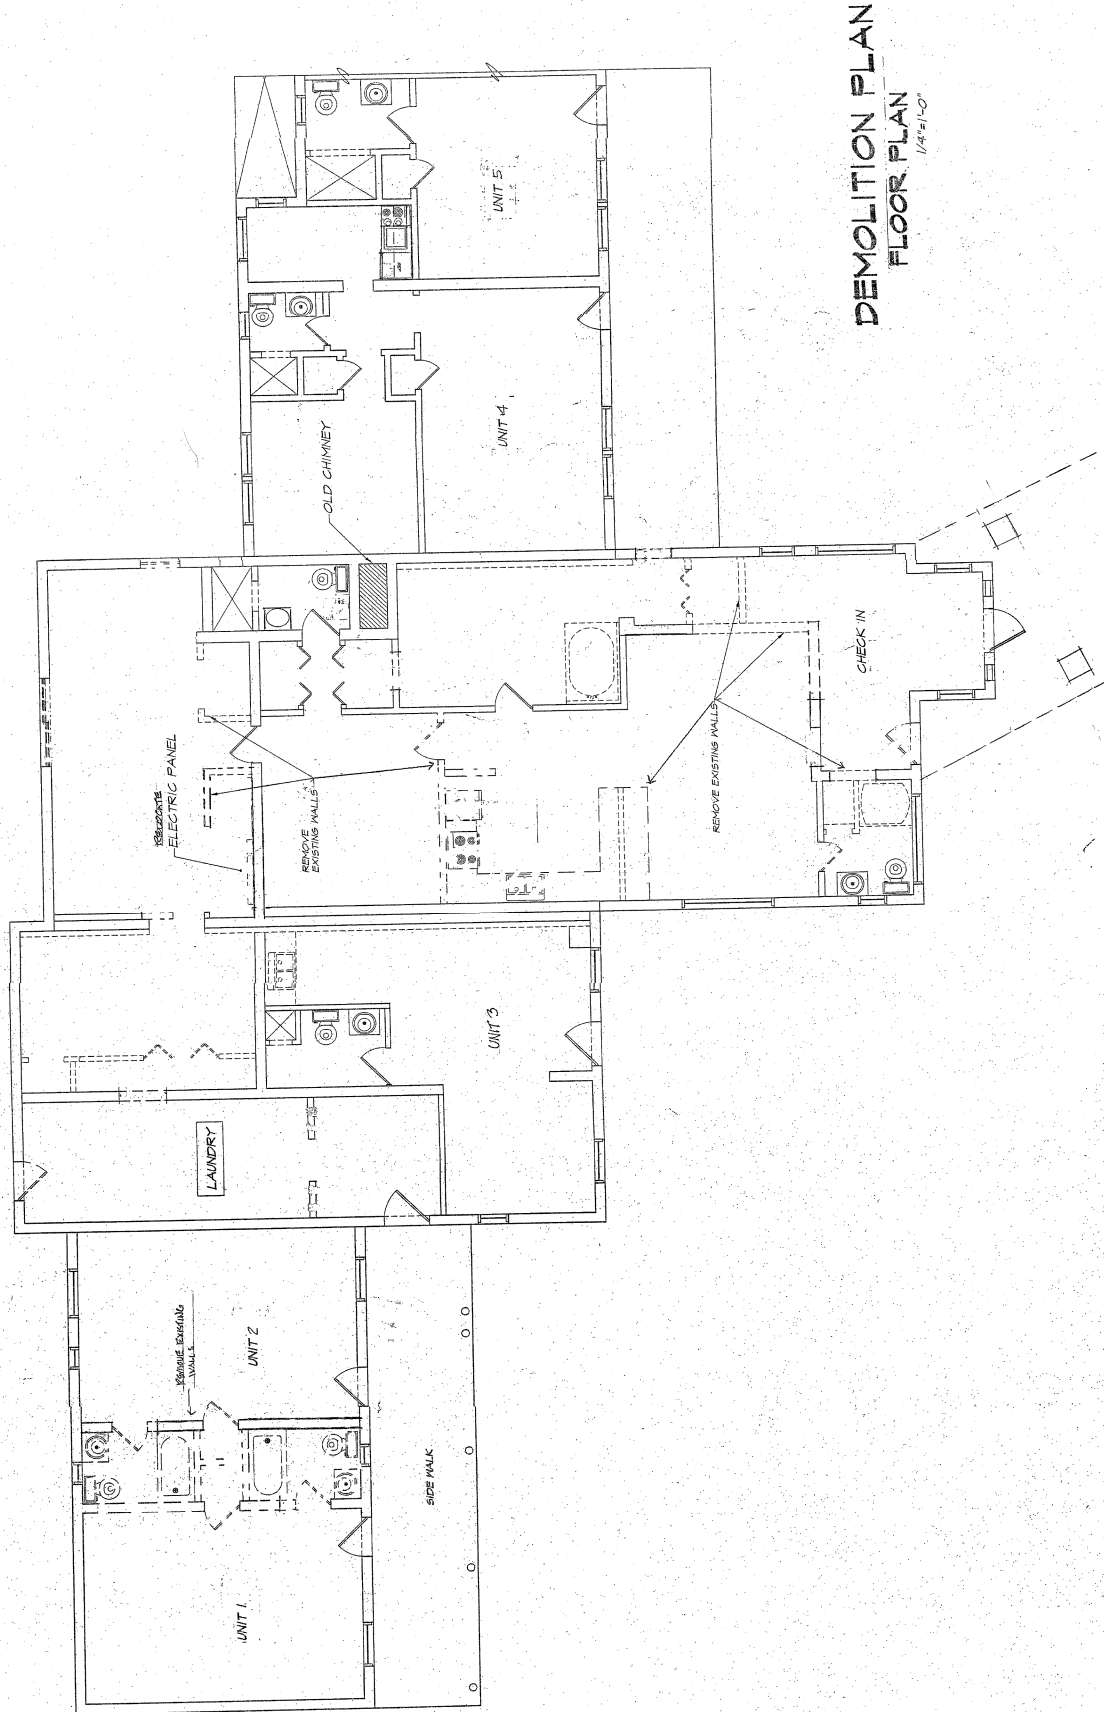 DEMOLITION PLAN
FLOOR PLAN
1/4"=1'-0"
UNIT 5
UNIT 4
OLD CHIMNEY
CHECK IN
REMOVE EXISTING WALLS
RELOCATE
ELECTRIC PANEL
REMOVE
EXISTING WALLS
UNIT 3
LAUNDRY
REMOVE EXISTING
WALLS
UNIT 2
SIDE WALK
UNIT 1